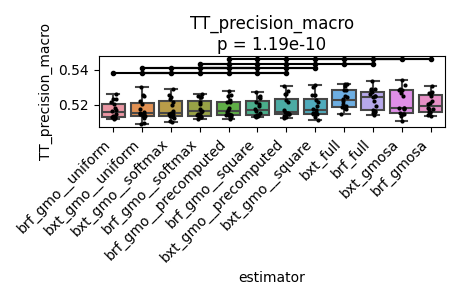 TT_precision_macro
p = 1.19e-10
TT_precision_macro
0.54
0.52
brf_gmo__uniform
bxt_gmo__uniform
bxt_gmo__softmax
brf_gmo__softmax
brf_gmo__precomputed
brf_gmo__square
bxt_gmo__precomputed
bxt_gmo__square
bxt_full
brf_full
bxt_gmosa
brf_gmosa
estimator